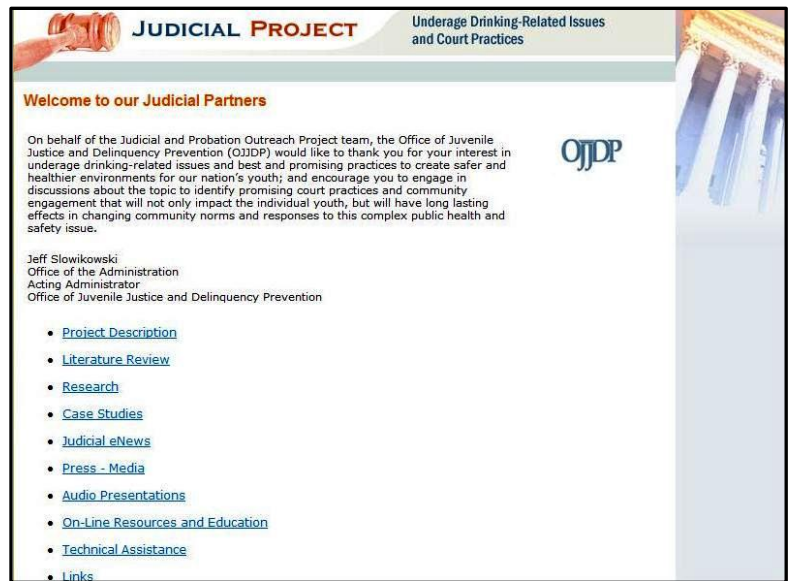 JUDICIAL PROJECT
Underage Drinking-Related Issues
and Court Practices
Welcome to our Judicial Partners
On behalf of the Judicial and Probation Outreach Project team, the Office of Juvenile
Justice and Delinquency Prevention (OJJDP) would like to thank you for your interest in
underage drinking-related issues and best and promising practices to create safer and
healthier environments for our nation's youth; and encourage you to engage in
discussions about the topic to identify promising court practices and community
engagement that will not only impact the individual youth, but will have long lasting
effects in changing community norms and responses to this complex public health and
safety issue.
OJJDP
Jeff Slowikowski
Office of the Administration
Acting Administrator
Office of Juvenile Justice and Delinquency Prevention
• Project Description
• Literature Review
• Research
• Case Studies
• Judicial eNews
• Press - Media
• Audio Presentations
• On-Line Resources and Education
• Technical Assistance
• Links